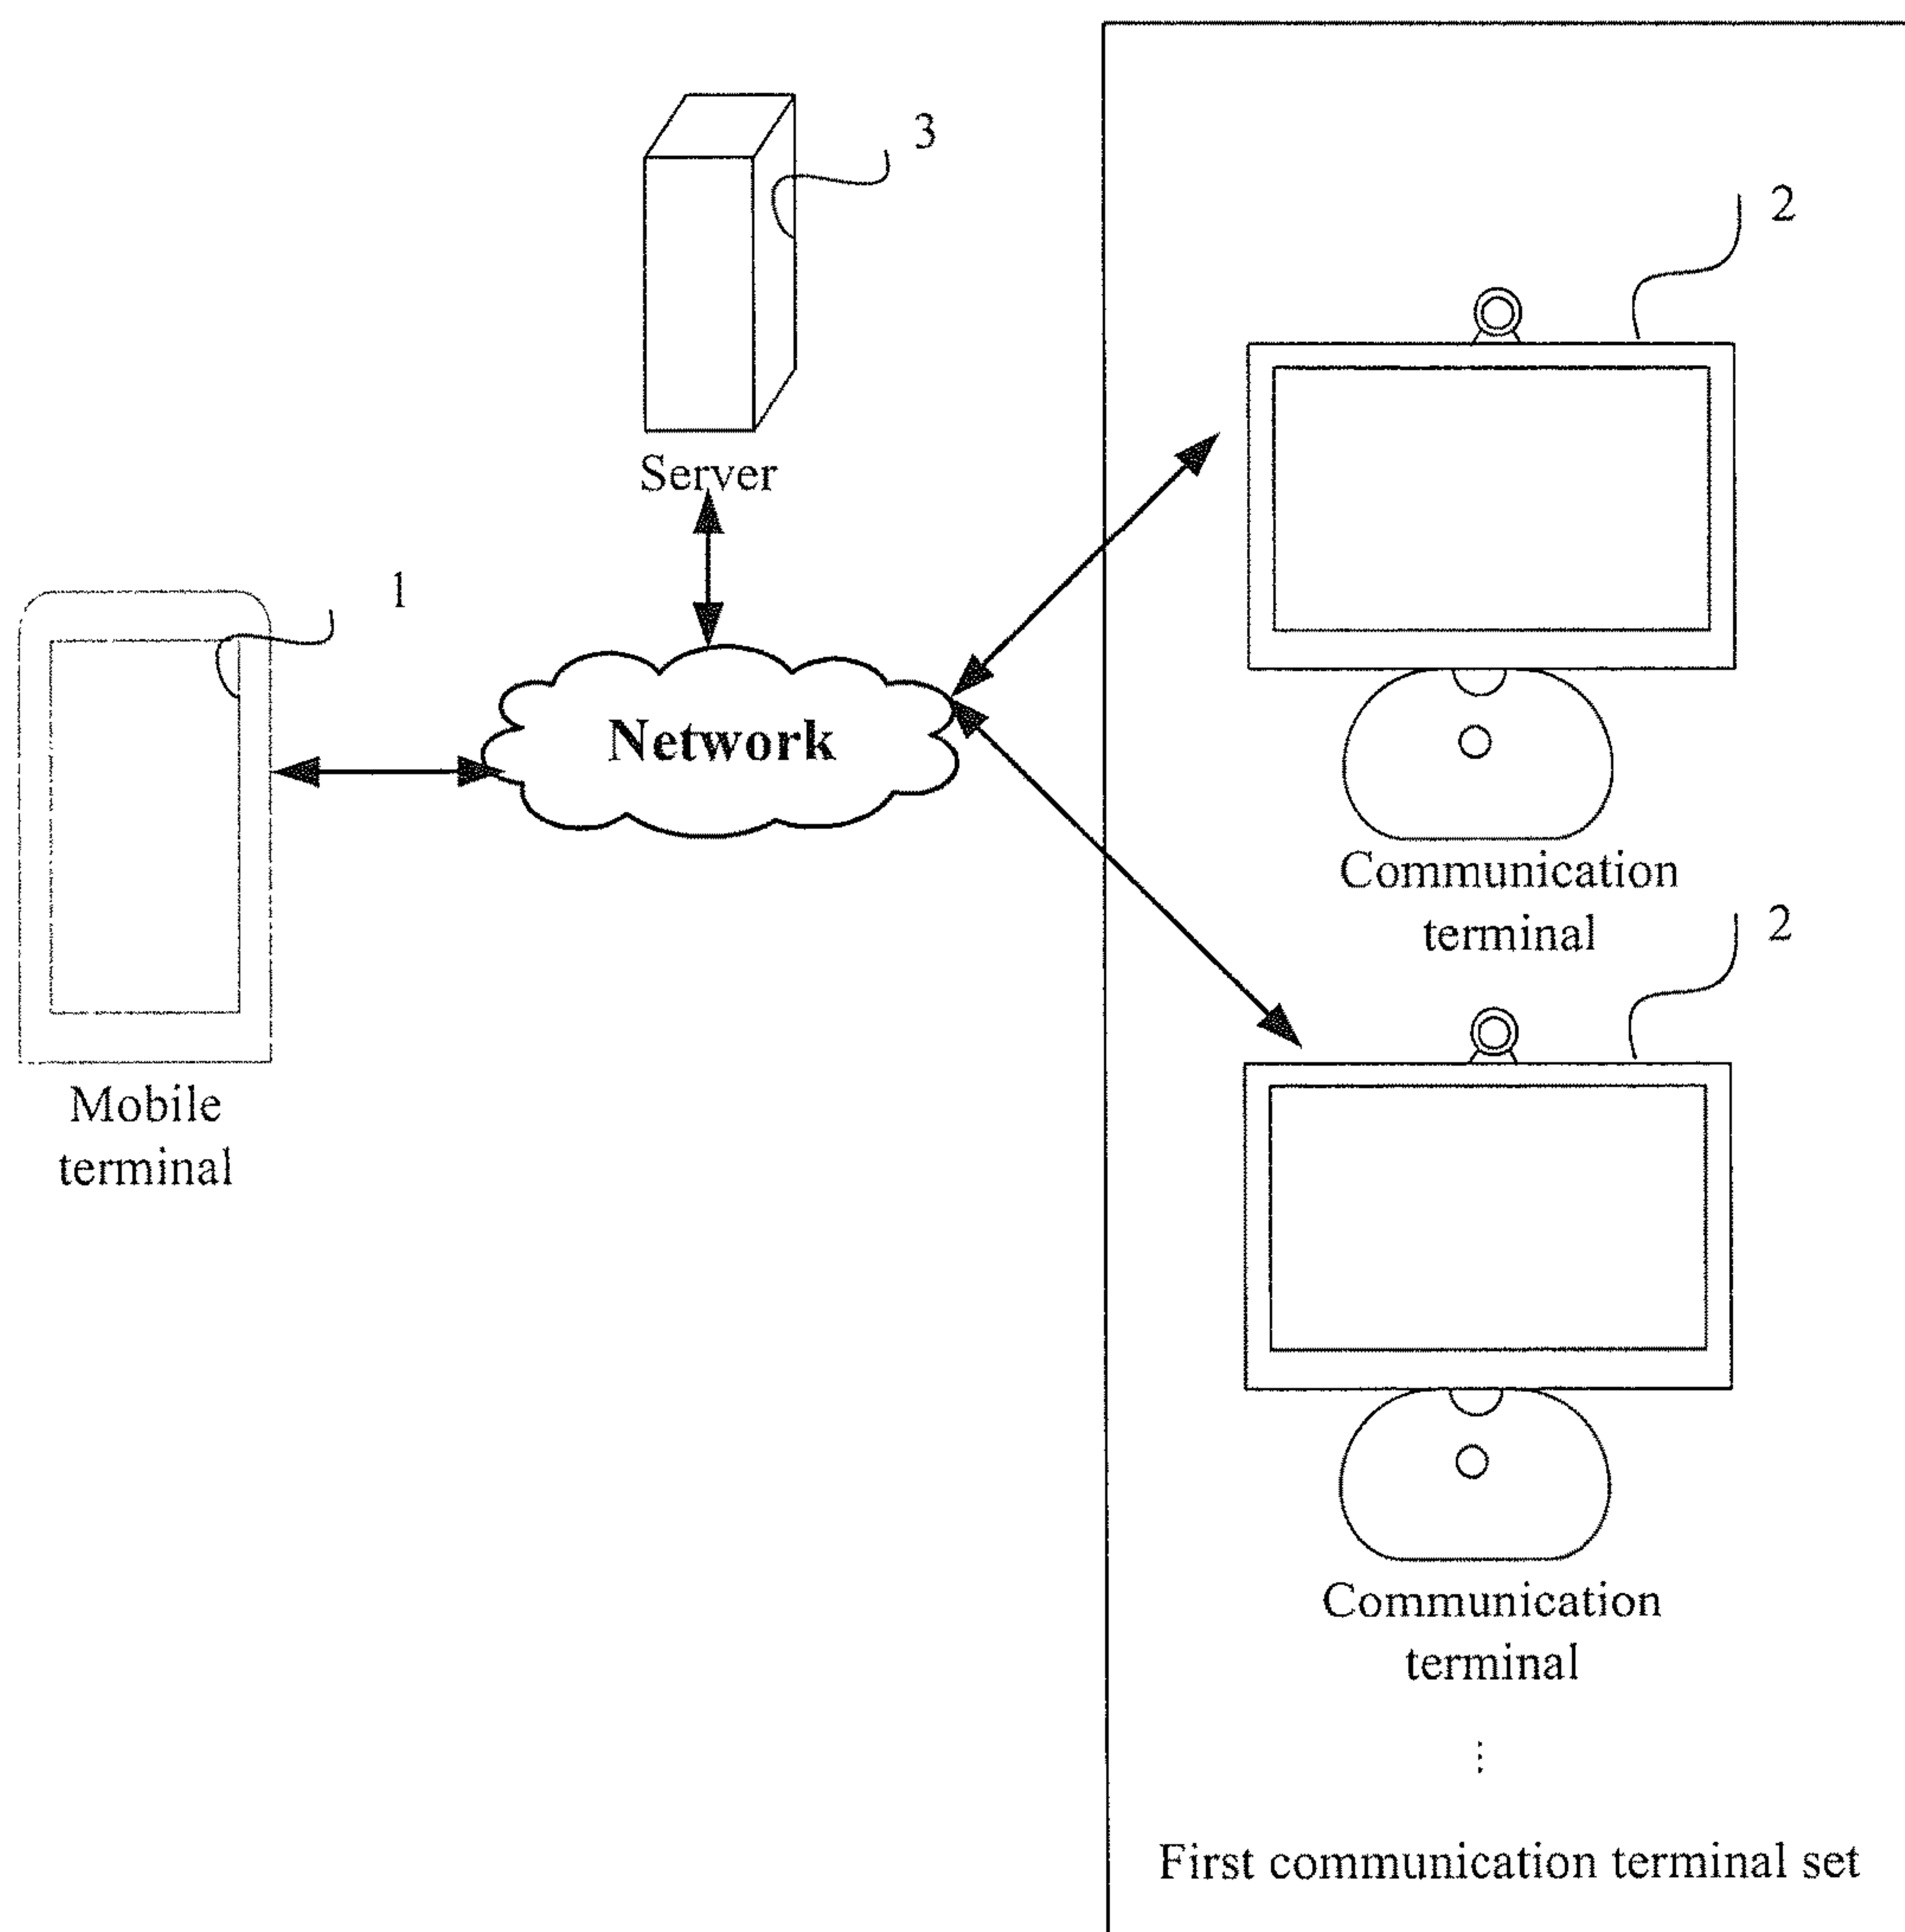 3
2
Server
1
Network
Communication
terminal
2
Mobile
terminal
Communication
terminal
⋮
First communication terminal set